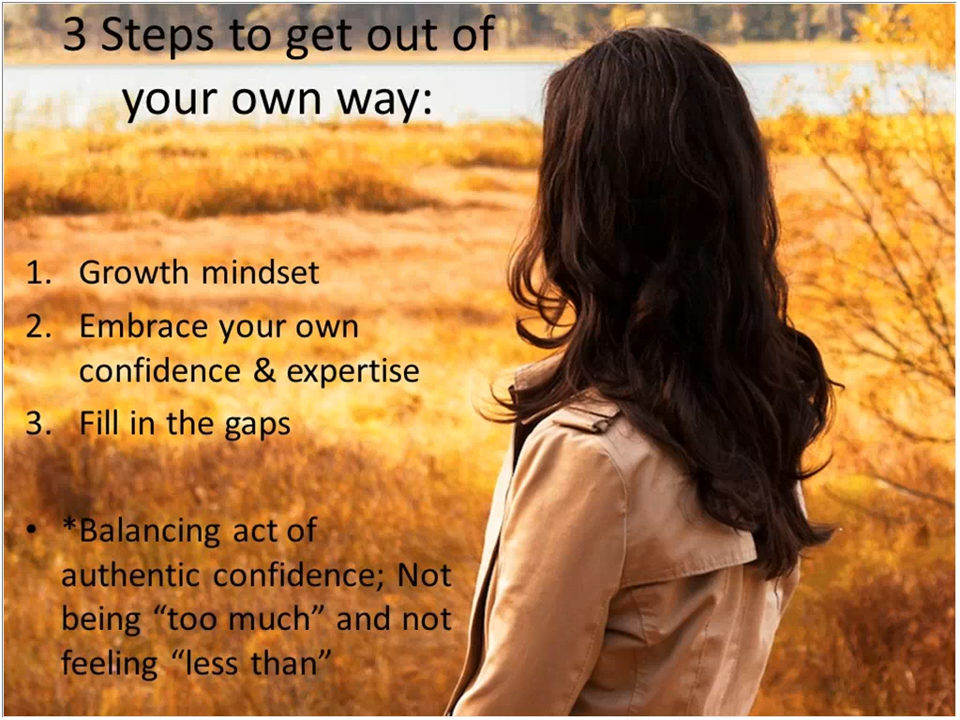 3 Steps to get out of
your own way:
1. Growth mindset
2. Embrace your own
confidence & expertise
3. Fill in the gaps
• *Balancing act of
authentic confidence; Not
being “too much” and not
feeling “less than”